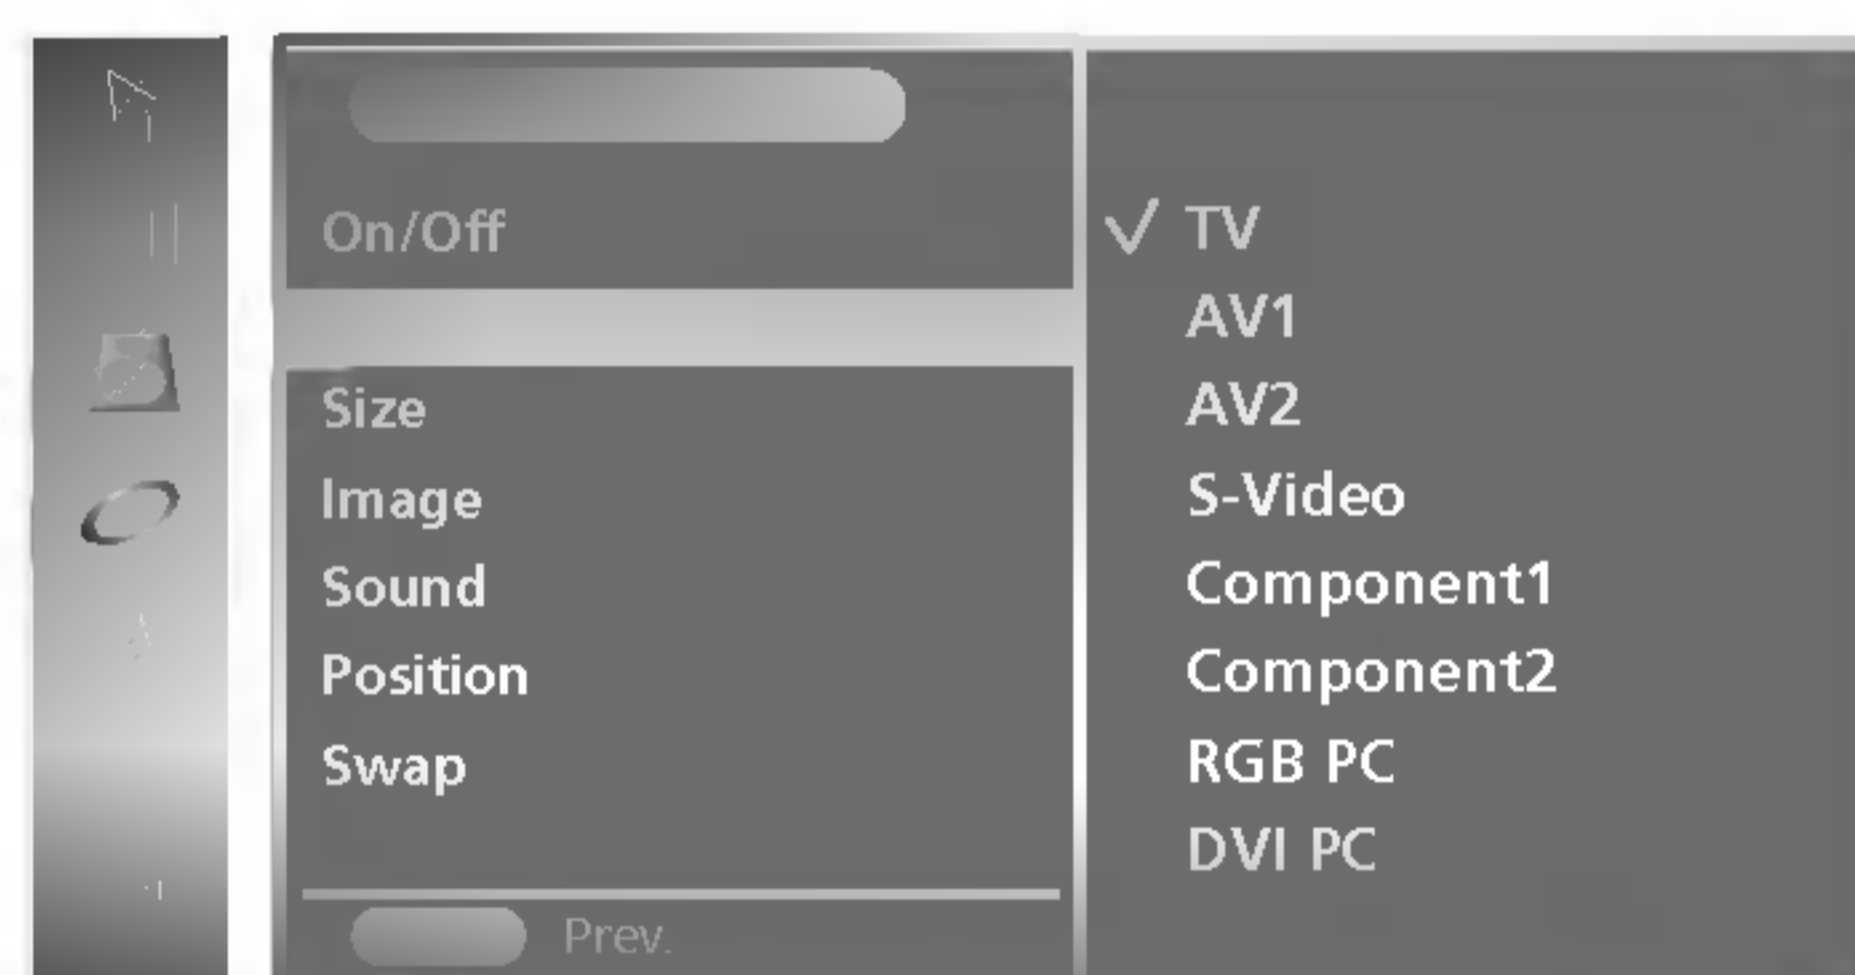 On/Off
Size
Image
Sound
Position
Swap
Prev.
✓ TV
AV1
AV2
S-Video
Component1
Component2
RGB PC
DVI PC